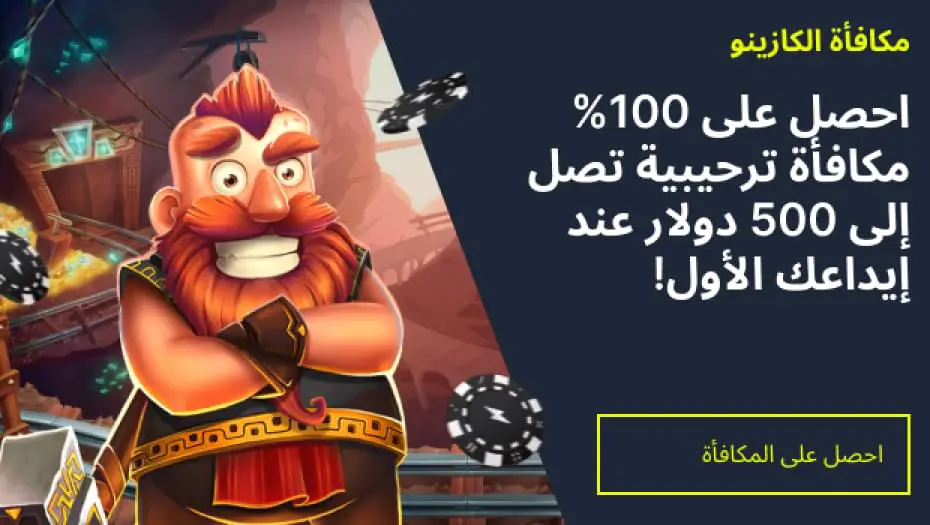 مكافأة الكازينو
احصل على 100%
مكافأة ترحيبية تصل
إلى 500 دولار عند
إيداعك الأول!
احصل على المكافأة